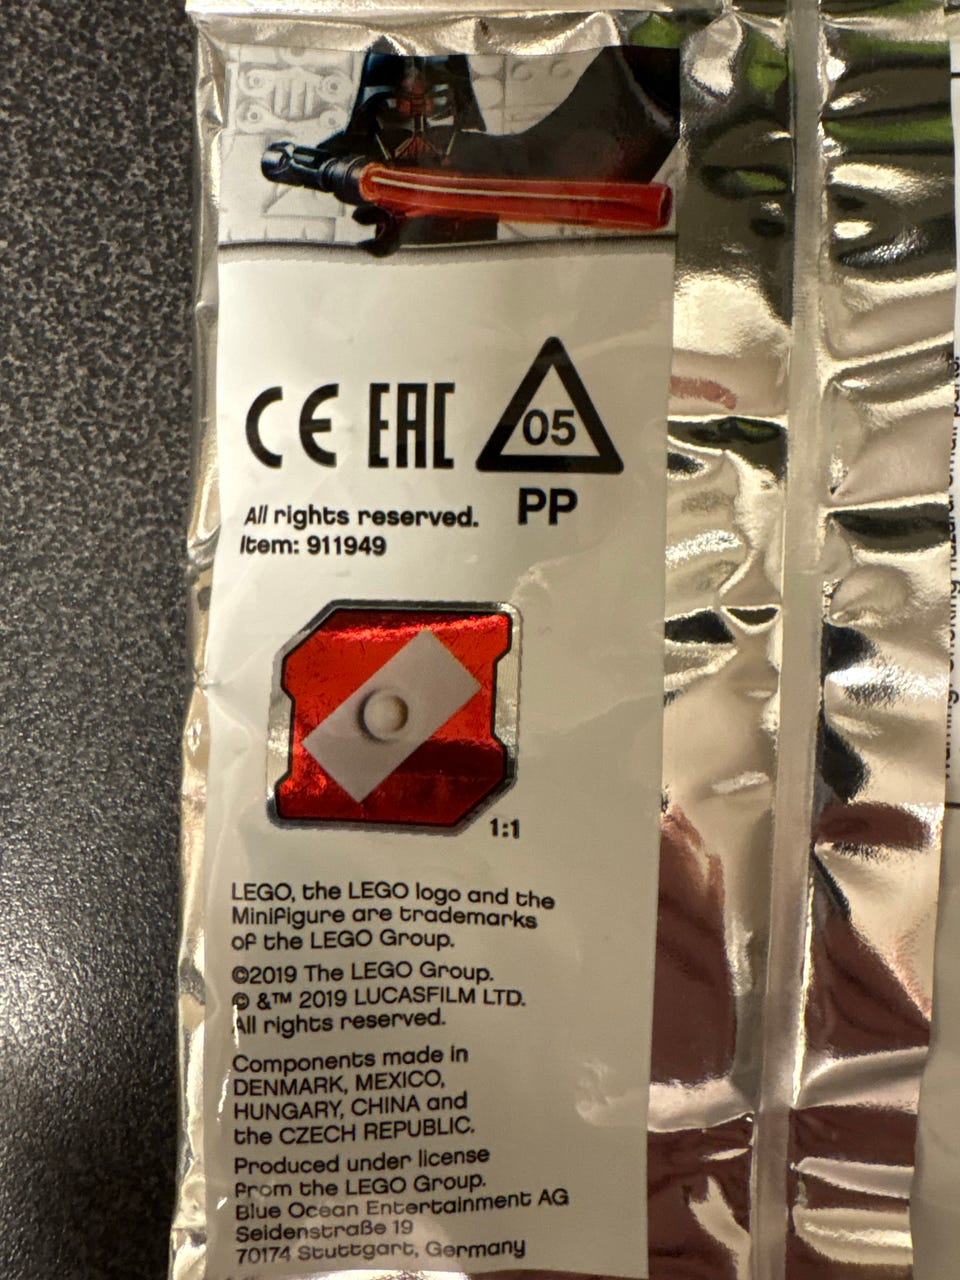 CE EAC 05
PP
All rights reserved.
Item: 911949
1:1
LEGO, the LEGO logo and the
Minifigure are trademarks
of the LEGO Group.
©2019 The LEGO Group.
© &™ 2019 LUCASFILM LTD.
All rights reserved.
Components made in
DENMARK, MEXICO,
HUNGARY, CHINA and
the CZECH REPUBLIC.
Produced under license
from the LEGO Group.
Blue Ocean Entertainment AG
Seidenstraße 19
70174 Stuttgart, Germany